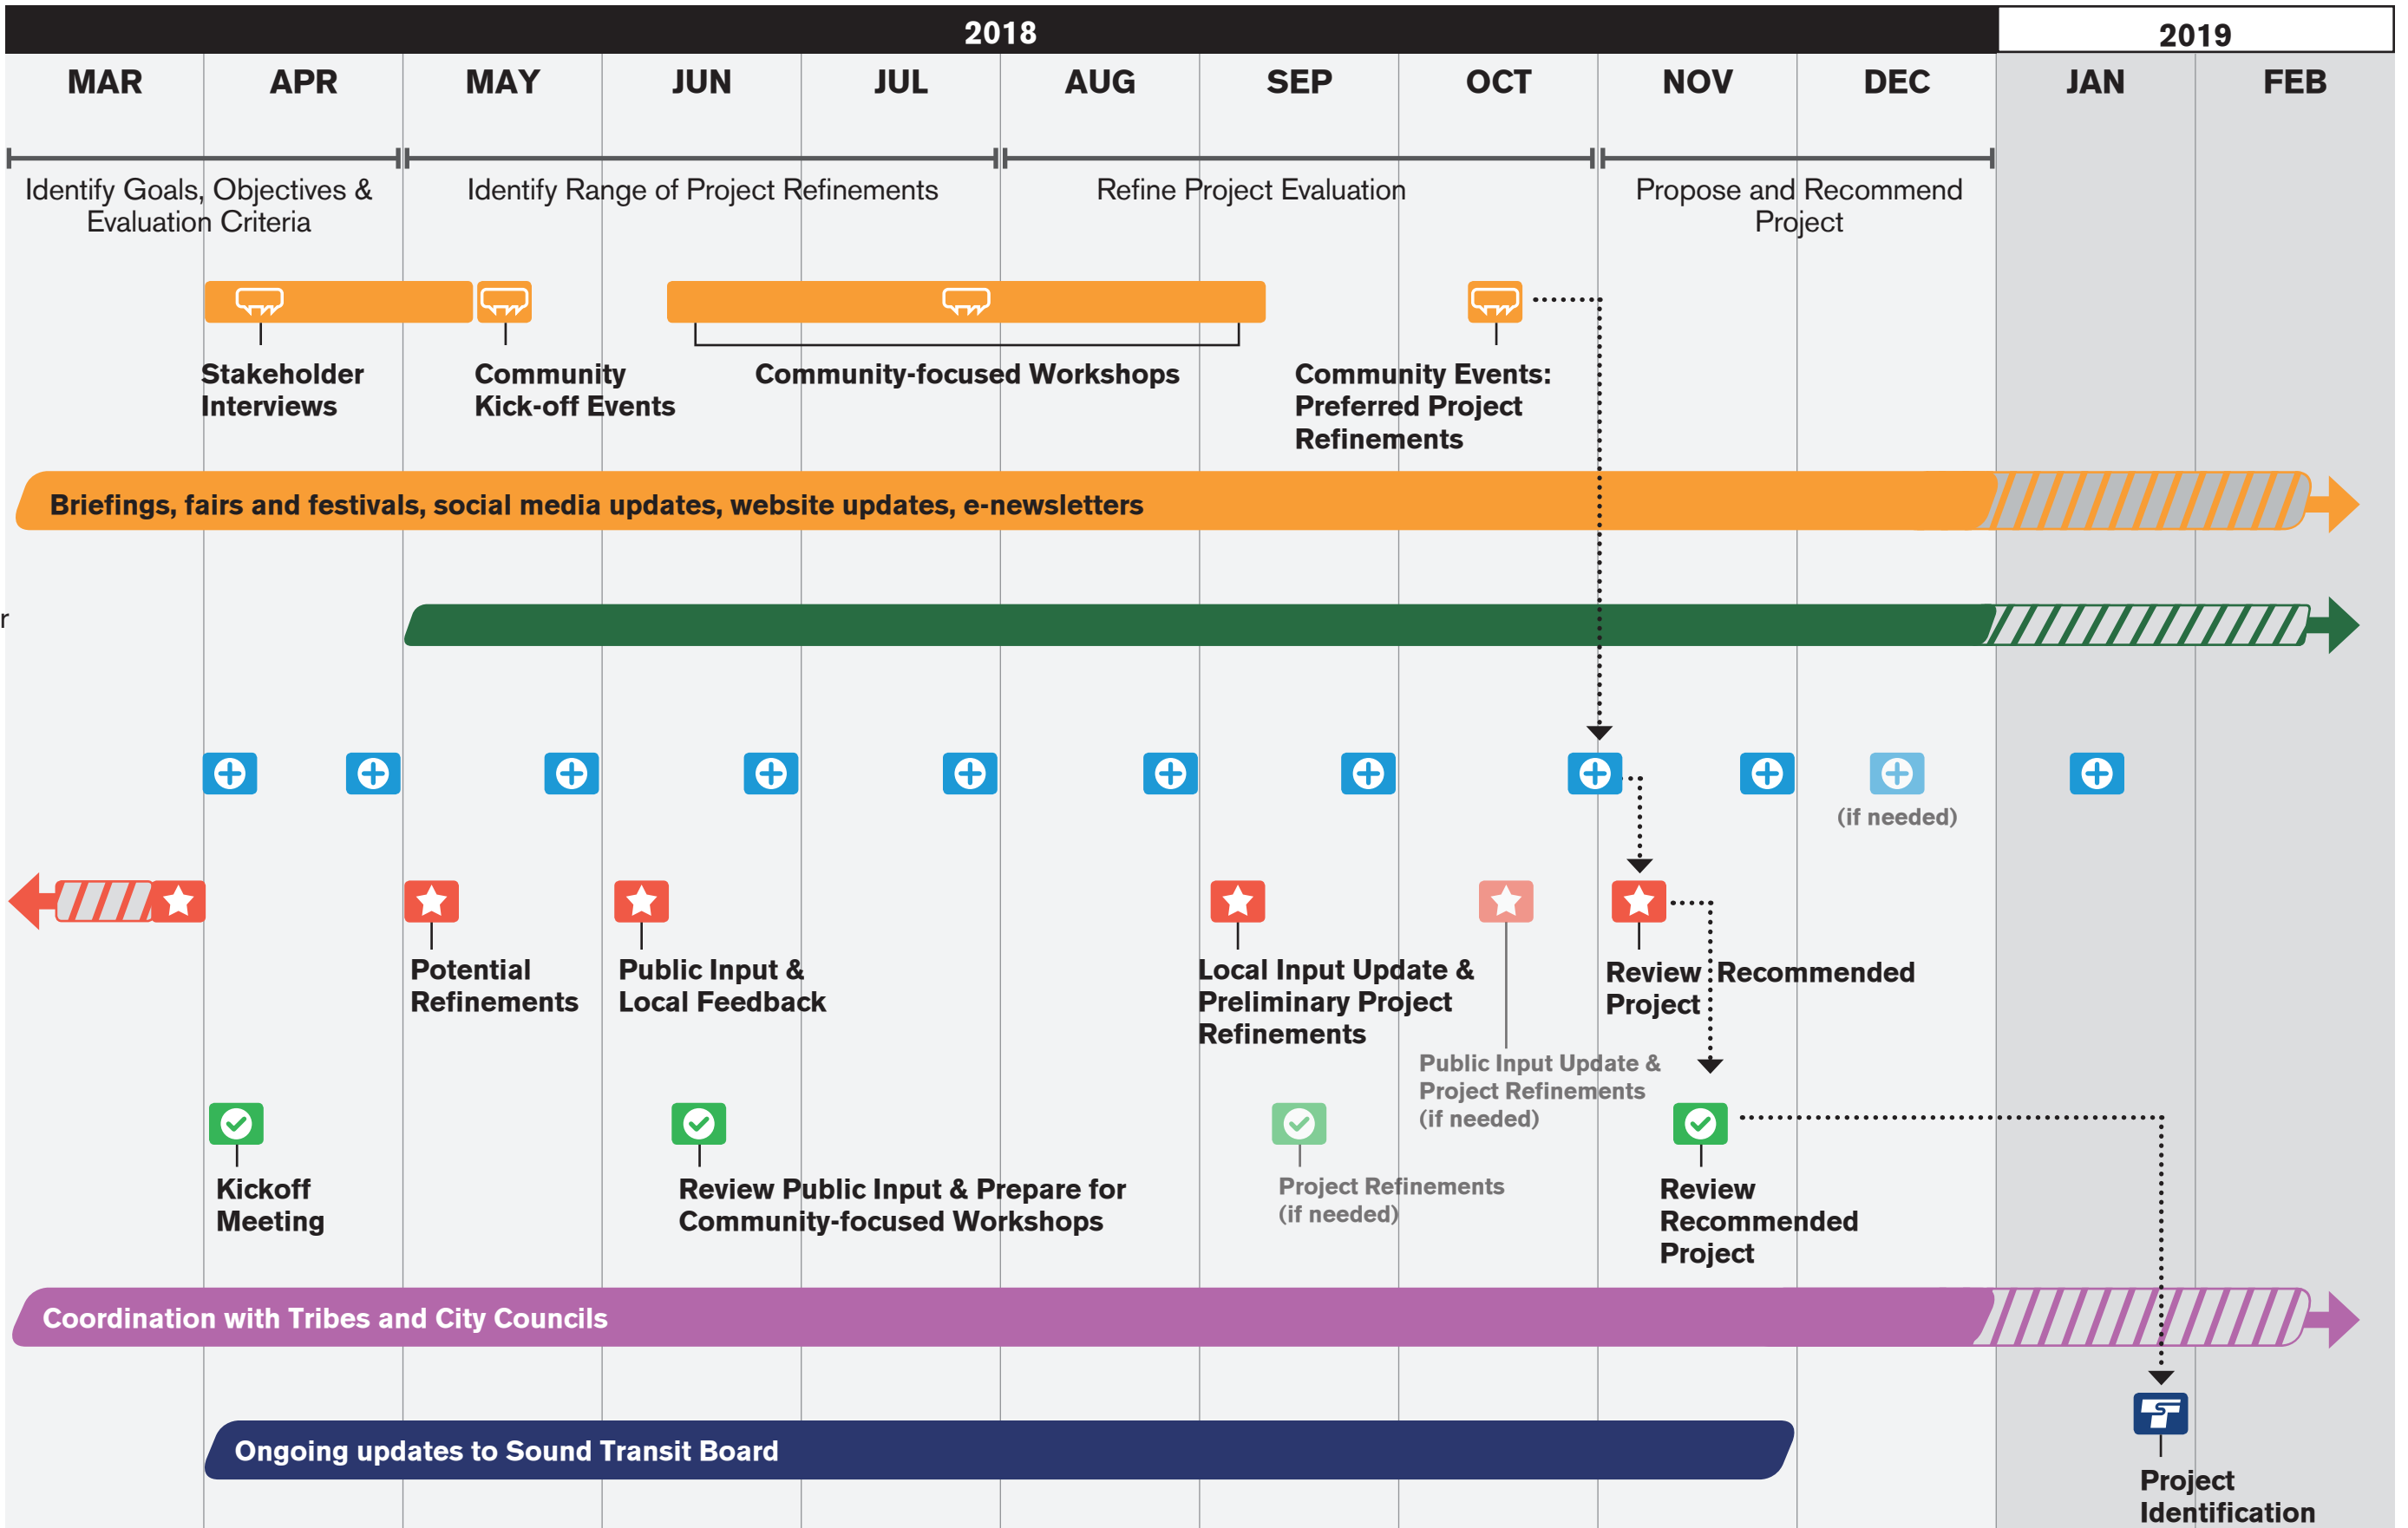 2018
2019
MAR APR MAY JUN JUL AUG SEP OCT NOV DEC JAN FEB
Identify Goals, Objectives &
Evaluation Criteria
Identify Range of Project Refinements
Refine Project Evaluation
Propose and Recommend
Project
Stakeholder
Interviews
Community
Kick-off Events
Community-focused Workshops
Community Events:
Preferred Project
Refinements
Briefings, fairs and festivals, social media updates, website updates, e-newsletters
r
(if needed)
Potential
Refinements
Public Input &
Local Feedback
Local Input Update &
Preliminary Project
Refinements
Public Input Update &
Project Refinements
(if needed)
Review Recommended
Project
Kickoff
Meeting
Review Public Input & Prepare for
Community-focused Workshops
Project Refinements
(if needed)
Review
Recommended
Project
Coordination with Tribes and City Councils
Ongoing updates to Sound Transit Board
ST
Project
Identification